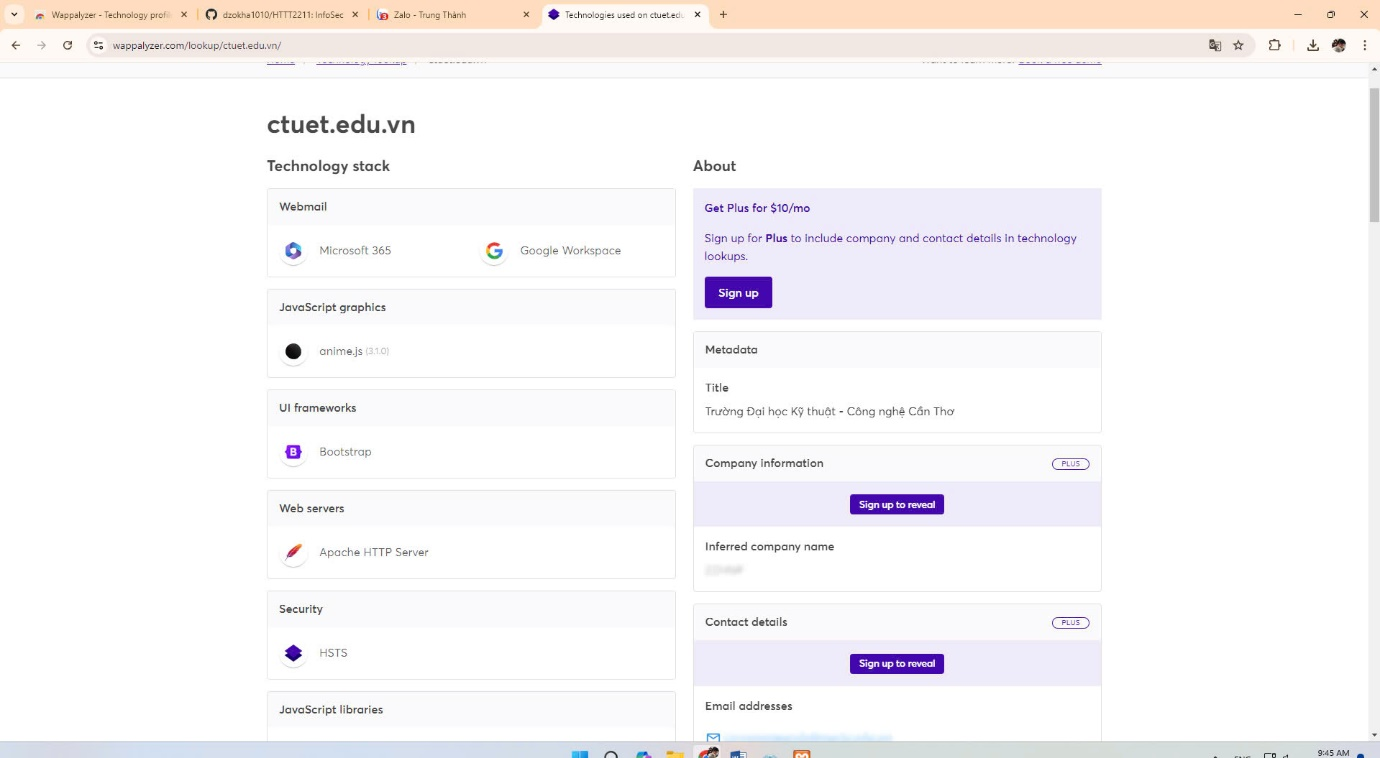 Wappalyzer - Technology profil
dzokha1010/HTTT2211: InfoSec
Zalo - Trung Thành
Technologies used on ctuet.edu.
wappalyzer.com/lookup/ctuet.edu.vn/
ctuet.edu.vn
Technology stack
About
Webmail
Microsoft 365
Google Workspace
JavaScript graphics
anime.js (3.1.0)
UI frameworks
Bootstrap
Web servers
Apache HTTP Server
Security
HSTS
JavaScript libraries
Get Plus for $10/mo
Sign up for Plus to include company and contact details in technology
lookups.
Sign up
Metadata
Title
Trường Đại học Kỹ thuật - Công nghệ Cần Thơ
Company information
PLUS
Sign up to reveal
Inferred company name
Contact details
PLUS
Sign up to reveal
Email addresses
9:45 AM